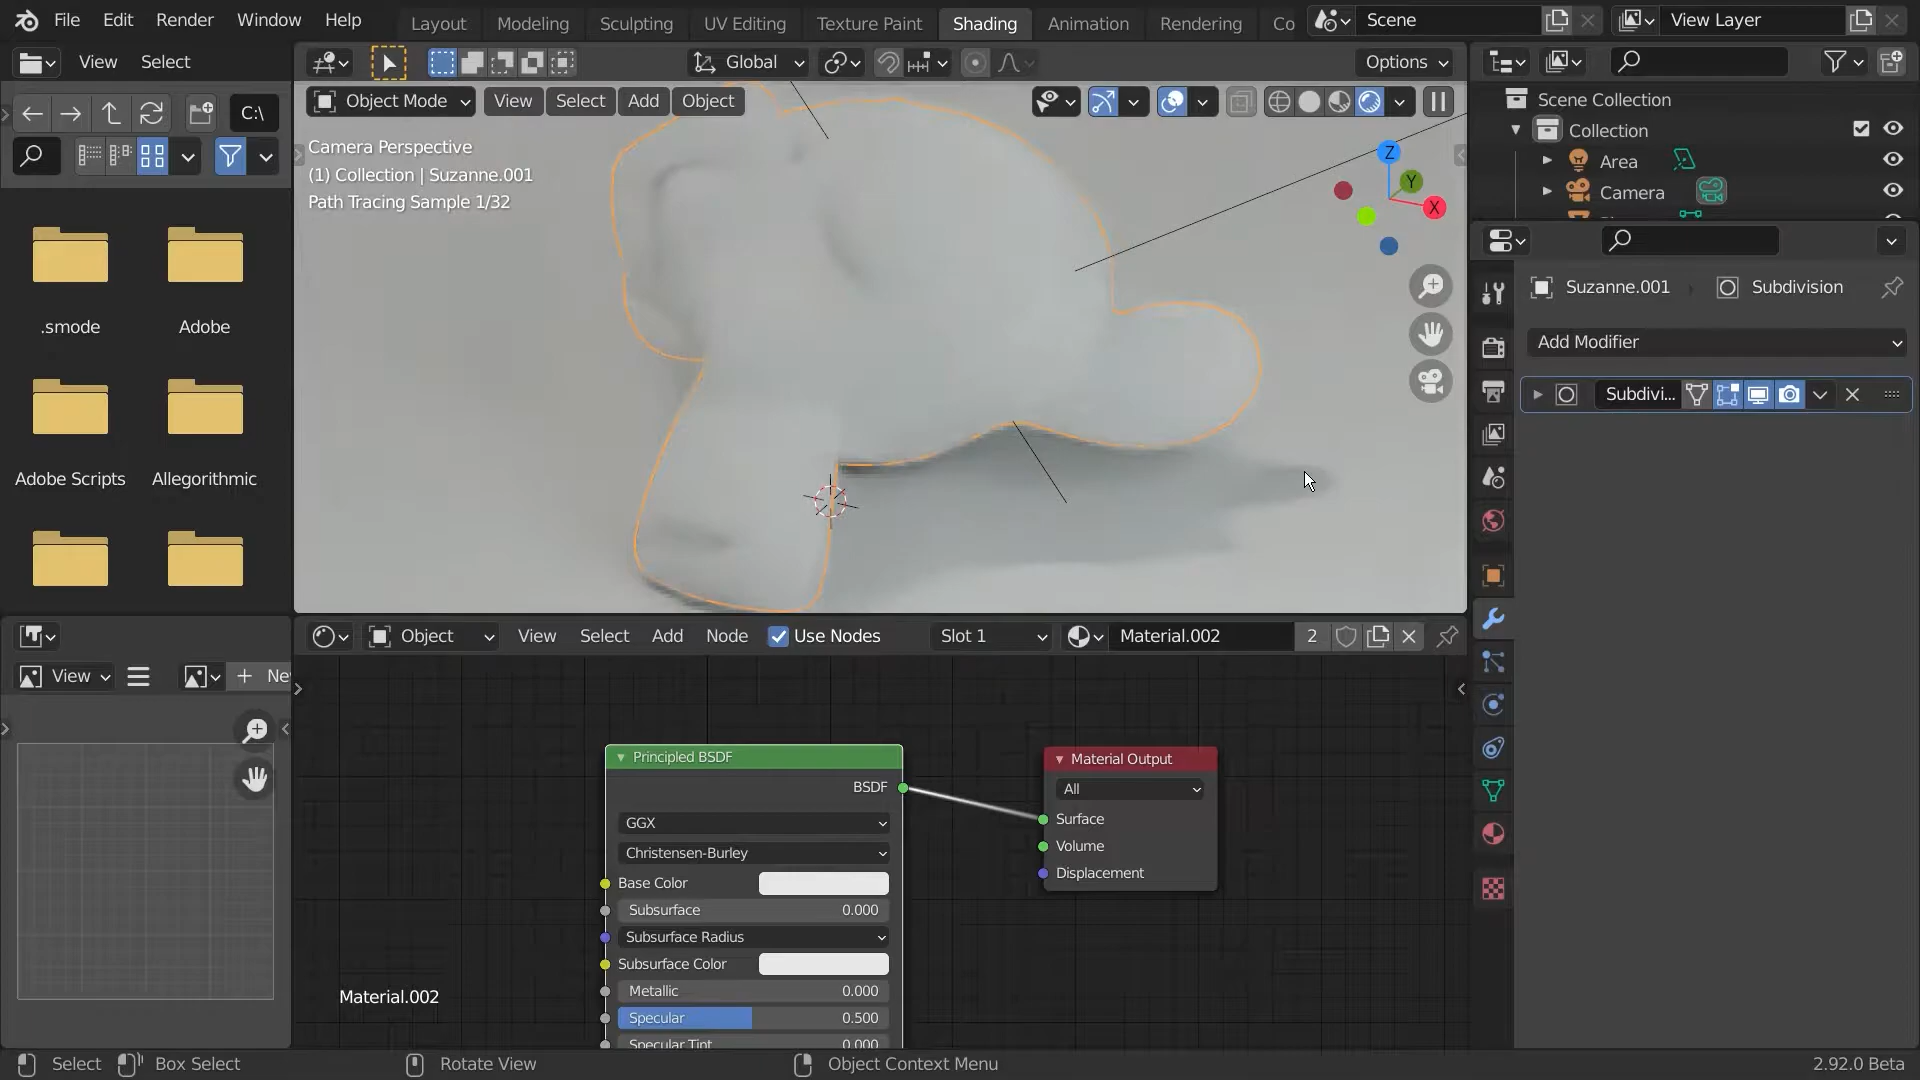 File Edit Render Window Help
Layout Modeling Sculpting UV Editing Texture Paint Shading Animation Rendering Co
Scene
View Layer
View Select
Global
Options
C:\
Object Mode View Select Add Object
Camera Perspective
(1) Collection | Suzanne.001
Path Tracing Sample 1/32
Z
Y
X
Scene Collection
Collection
Area
Camera
Suzanne.001 Subdivision
Add Modifier
Subdivi...
.smode Adobe
Adobe Scripts Allegorithmic
Object View Select Add Node Use Nodes Slot 1 Material.002 2
View + Ne
Principled BSDF
BSDF
GGX
Christensen-Burley
Base Color
Subsurface 0.000
Subsurface Radius
Subsurface Color
Metallic 0.000
Specular 0.500
Specular Tint 0.000
Material Output
All
Surface
Volume
Displacement
Material.002
Select Box Select Rotate View Object Context Menu 2.92.0 Beta